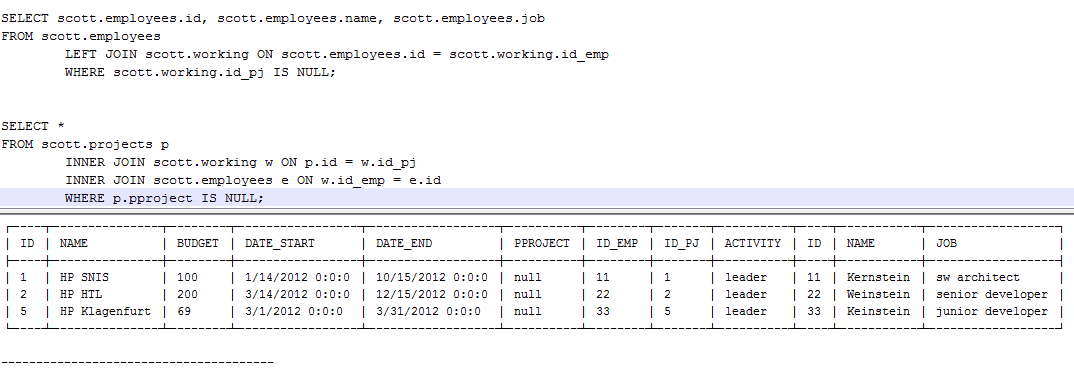 SELECT scott.employees.id, scott.employees.name, scott.employees.job
FROM scott.employees
LEFT JOIN scott.working ON scott.employees.id = scott.working.id_emp
WHERE scott.working.id_pj IS NULL;
SELECT *
FROM scott.projects p
INNER JOIN scott.working w ON p.id = w.id_pj
INNER JOIN scott.employees e ON w.id_emp = e.id
WHERE p.pproject IS NULL;
ID | NAME | BUDGET | DATE_START | DATE_END | PPROJECT | ID_EMP | ID_PJ | ACTIVITY | ID | NAME | JOB
1 | HP SNIS | 100 | 1/14/2012 0:0:0 | 10/15/2012 0:0:0 | null | 11 | 1 | leader | 11 | Kernstein | sw architect
2 | HP HTL | 200 | 3/14/2012 0:0:0 | 12/15/2012 0:0:0 | null | 22 | 2 | leader | 22 | Weinstein | senior developer
5 | HP Klagenfurt | 69 | 3/1/2012 0:0:0 | 3/31/2012 0:0:0 | null | 33 | 5 | leader | 33 | Keinstein | junior developer
---------------------------------------